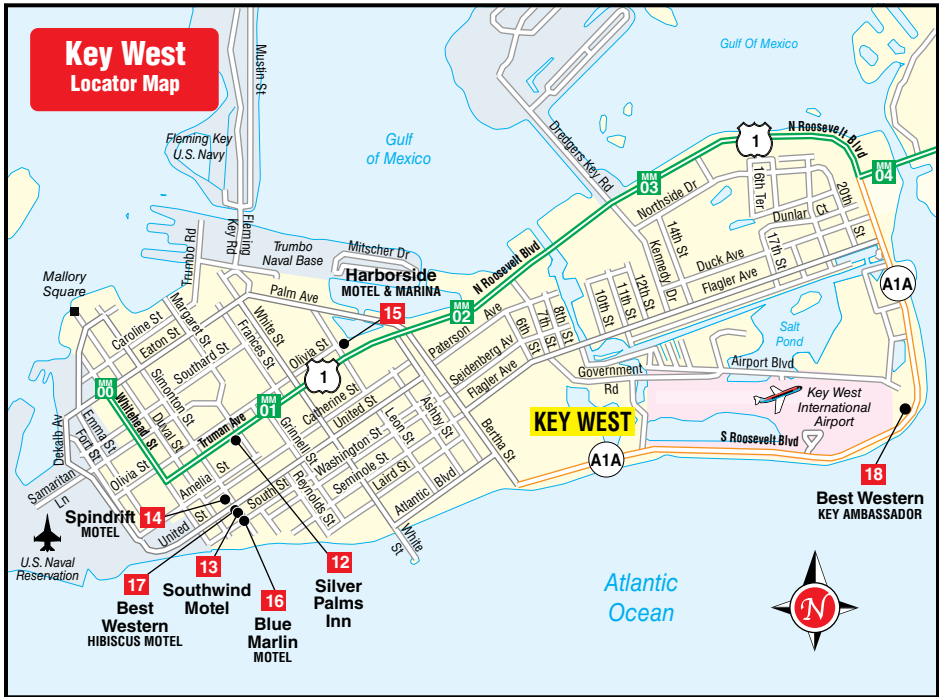 Key West
Locator Map
Mustin St
Gulf Of Mexico
Fleming Key
U.S. Navy
Gulf
of Mexico
Dredgers Key Rd
N Roosevelt Blvd
1
MM
04
MM
03
16th Ter.
20th St
Northside Dr
Dunlar Ct
14th St
17th St
Kennedy Dr
Duck Ave
Flagler Ave
A1A
Trumbo Rd
Fleming
Key Rd
Trumbo
Naval Base
Mitscher Dr
N Roosevelt Blvd
Mallory
Square
Harborside
MOTEL & MARINA
15
Palm Ave
MM
02
10th St
11th St
12th St
8th St
7th St
6th St
Salt
Pond
Caroline St
Margaret St
White St
Eaton St
Frances St
Olivia St
Paterson Ave
Southard St
Seidenberg Av
Airport Blvd
Government
Rd
Flagler Ave
1
MM
00
Simonton St
MM
01
Catherine St
Key West
International
Airport
Whitehead St
Duval St
Truman Ave
United St
Ashby St
KEY WEST
Dekalb Av
Emma St
Fort St
Grinnell St
Leon St
Bertha St
S Roosevelt Blvd
Washington St
A1A
Olivia St
Amelia St
Seminole St
Laird St
Reynolds St
Atlantic Blvd
18
Best Western
KEY AMBASSADOR
Samaritan
Ln
South St
United St
White
St
Spindrift
MOTEL
14
U.S. Naval
Reservation
17
Best
Western
HIBISCUS MOTEL
13
Southwind
Motel
16
Blue
Marlin
MOTEL
12
Silver
Palms
Inn
Atlantic
Ocean
N